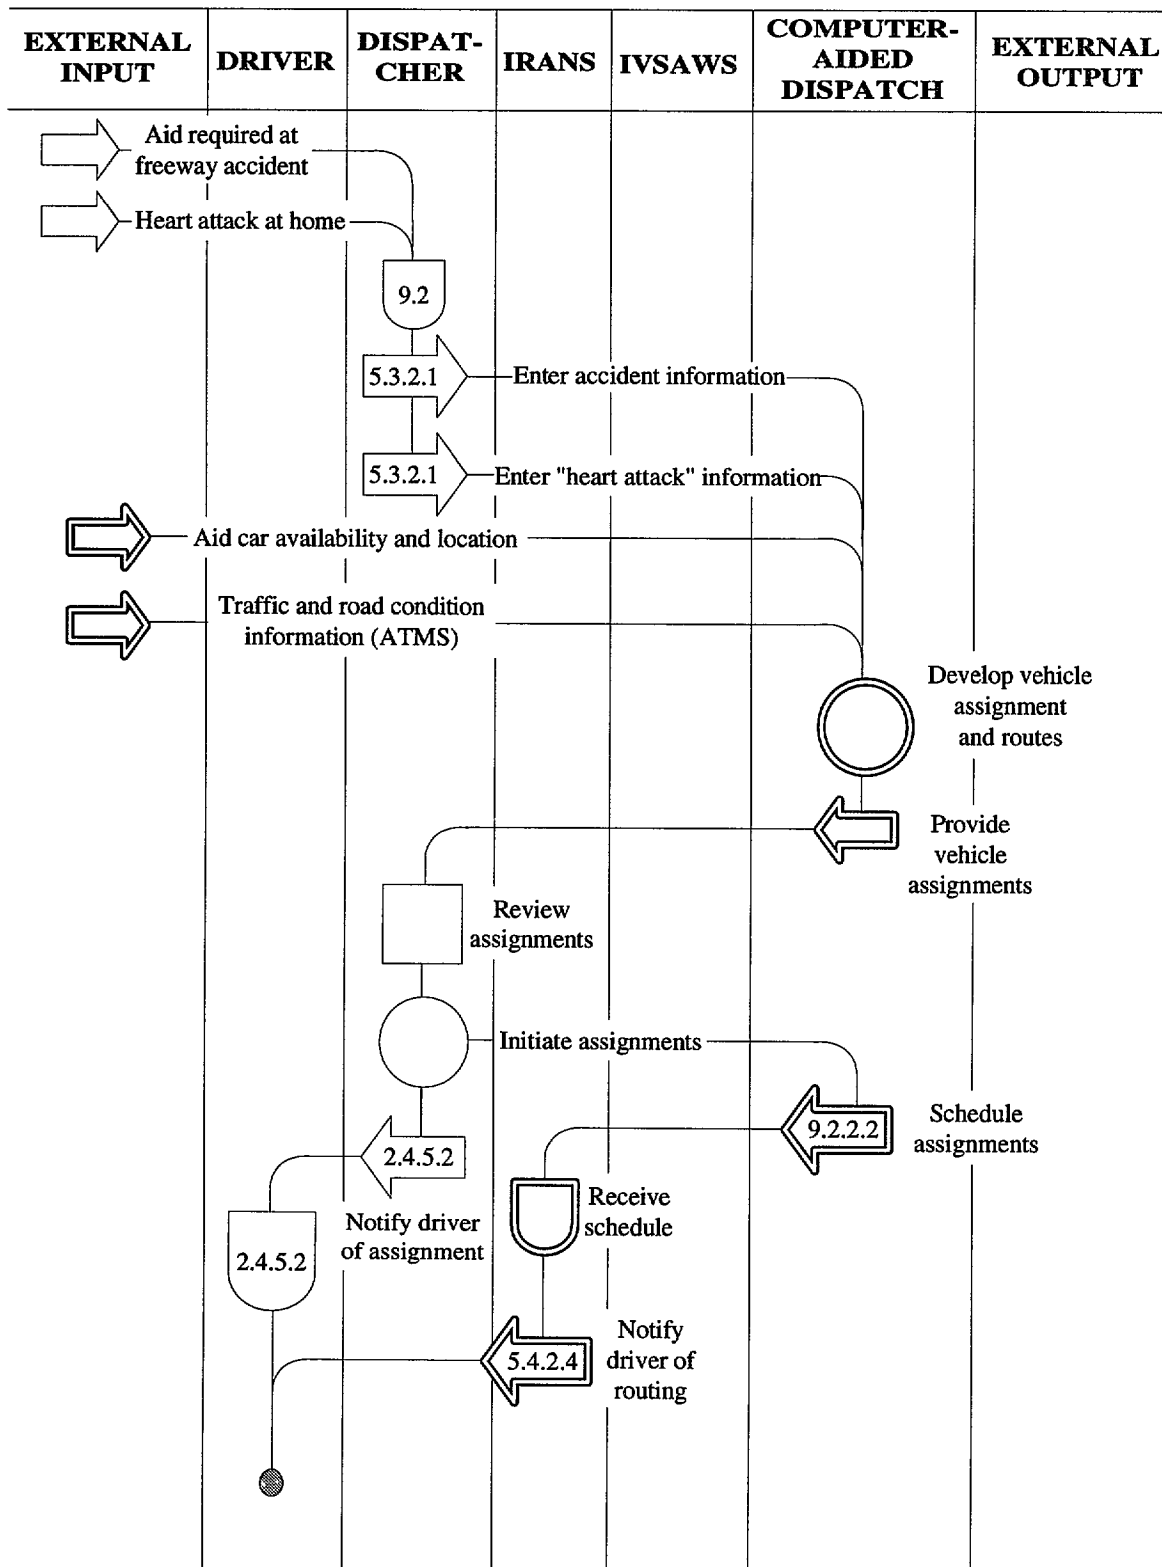 EXTERNAL
INPUT
DRIVER
DISPAT-
CHER
IRANS
IVSAWS
COMPUTER-
AIDED
DISPATCH
EXTERNAL
OUTPUT
Aid required at
freeway accident
Heart attack at home
9.2
5.3.2.1
Enter accident information
5.3.2.1
Enter "heart attack" information
Aid car availability and location
Traffic and road condition
information (ATMS)
Develop vehicle
assignment
and routes
Provide
vehicle
assignments
Review
assignments
Initiate assignments
9.2.2.2
Schedule
assignments
2.4.5.2
Notify driver
of assignment
Receive
schedule
2.4.5.2
5.4.2.4
Notify
driver of
routing